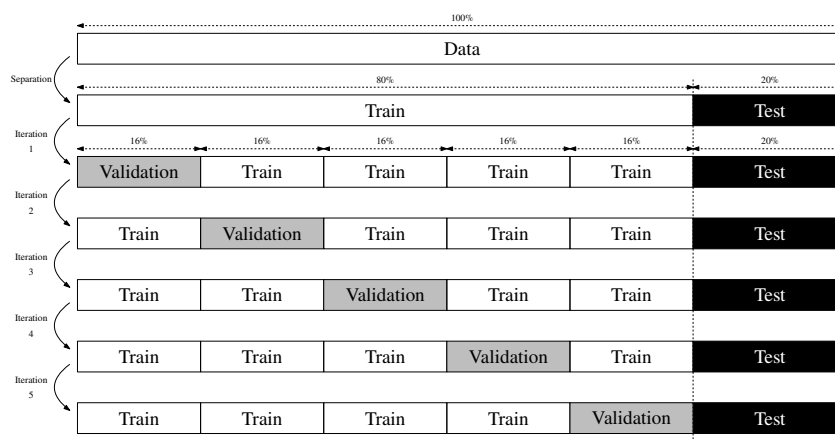 100%
Data
Separation
80% 20%
Train Test
Iteration
1
16% 16% 16% 16% 16% 20%
Validation Train Train Train Train Test
Iteration
2
Train Validation Train Train Train Test
Iteration
3
Train Train Validation Train Train Test
Iteration
4
Train Train Train Validation Train Test
Iteration
5
Train Train Train Train Validation Test